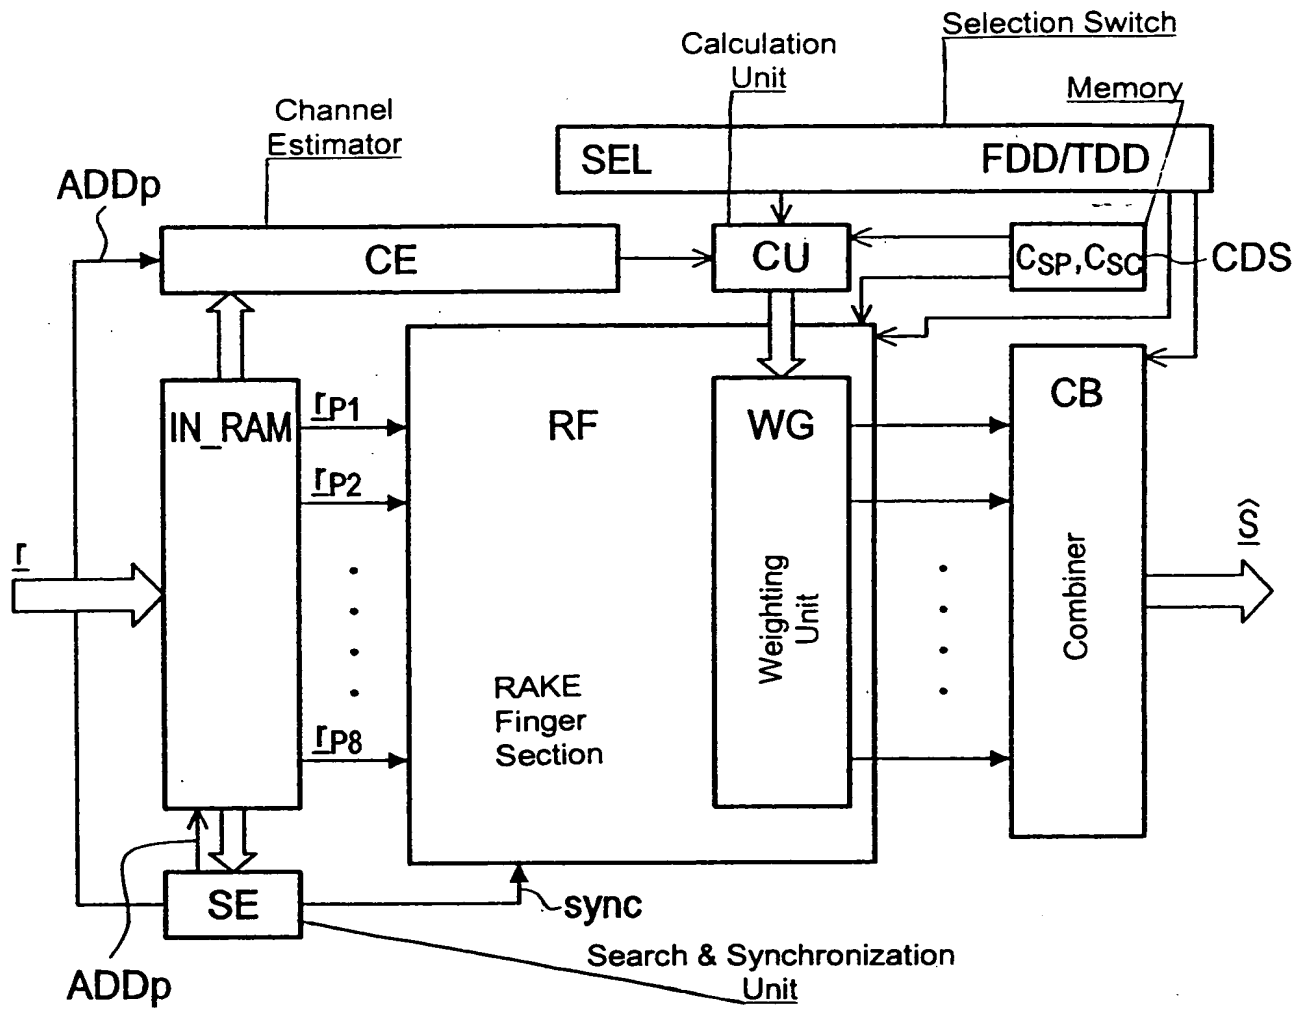 Selection Switch
Calculation
Unit
Memory
Channel
Estimator
SEL FDD/TDD
ADDp
CE
CU
CSP, CSC
CDS
IN_RAM
rP1
RF
WG
CB
rP2
r
Ŝ
Weighting
Unit
Combiner
RAKE
Finger
Section
rP8
SE
sync
ADDp
Search & Synchronization
Unit